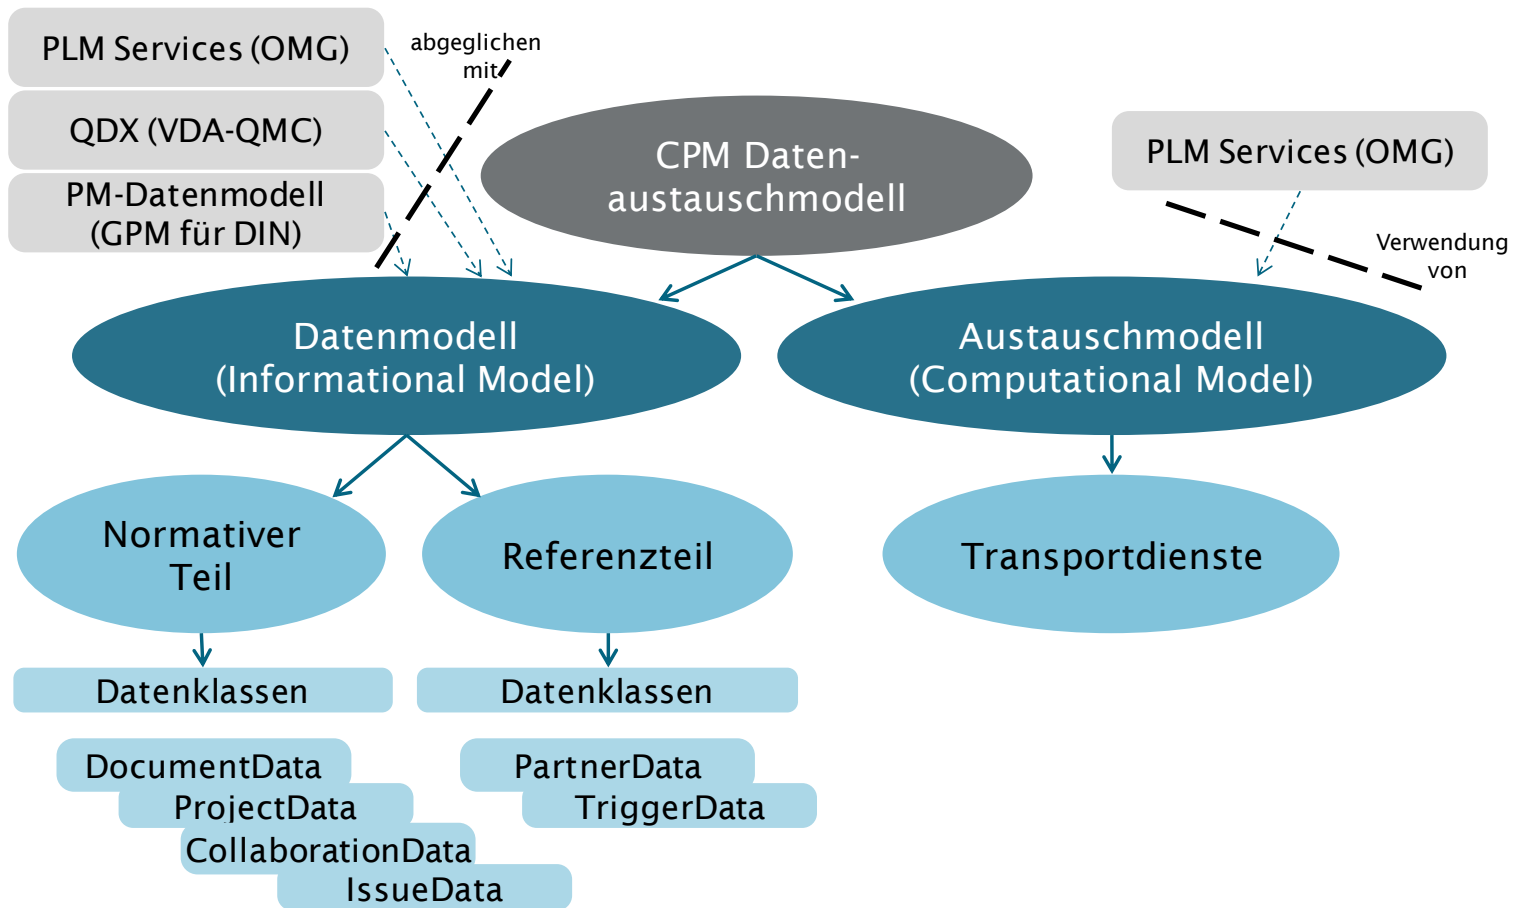 PLM Services (OMG)
QDX (VDA-QMC)
PM-Datenmodell
(GPM für DIN)
abgeglichen
mit
CPM Daten-
austauschmodell
PLM Services (OMG)
Verwendung
von
Datenmodell
(Informational Model)
Austauschmodell
(Computational Model)
Normativer
Teil
Referenzteil
Transportdienste
Datenklassen
Datenklassen
DocumentData
ProjectData
CollaborationData
IssueData
PartnerData
TriggerData